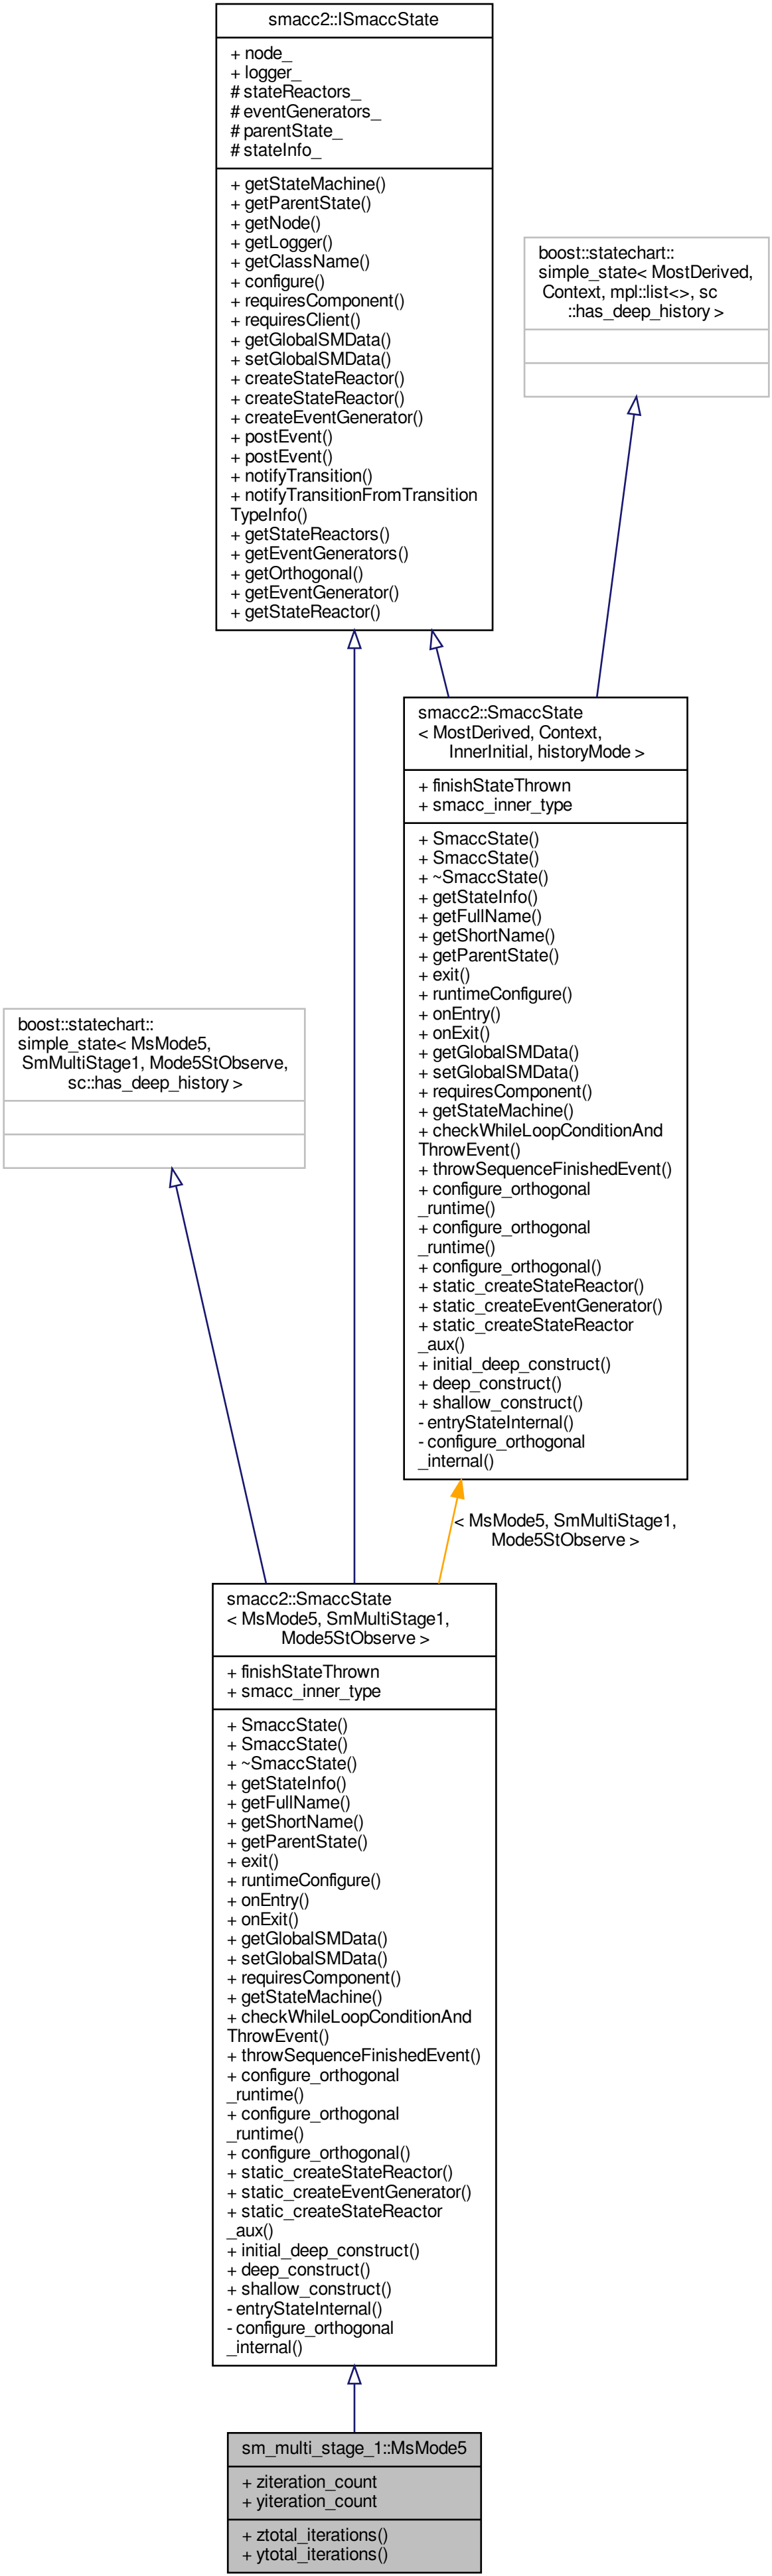 smacc2::ISmaccState
+ node_
+ logger_
# stateReactors_
# eventGenerators_
# parentState_
# stateInfo_
+ getStateMachine()
+ getParentState()
+ getNode()
+ getLogger()
+ getClassName()
+ configure()
+ requiresComponent()
+ requiresClient()
+ getGlobalSMData()
+ setGlobalSMData()
+ createStateReactor()
+ createStateReactor()
+ createEventGenerator()
+ postEvent()
+ postEvent()
+ notifyTransition()
+ notifyTransitionFromTransition
TypeInfo()
+ getStateReactors()
+ getEventGenerators()
+ getOrthogonal()
+ getEventGenerator()
+ getStateReactor()
boost::statechart::
simple_state< MostDerived,
Context, mpl::list<>, sc
::has_deep_history >
smacc2::SmaccState
< MostDerived, Context,
InnerInitial, historyMode >
+ finishStateThrown
+ smacc_inner_type
+ SmaccState()
+ SmaccState()
+ ~SmaccState()
+ getStateInfo()
+ getFullName()
+ getShortName()
+ getParentState()
+ exit()
+ runtimeConfigure()
+ onEntry()
+ onExit()
+ getGlobalSMData()
+ setGlobalSMData()
+ requiresComponent()
+ getStateMachine()
+ checkWhileLoopConditionAnd
ThrowEvent()
+ throwSequenceFinishedEvent()
+ configure_orthogonal
_runtime()
+ configure_orthogonal
_runtime()
+ configure_orthogonal()
+ static_createStateReactor()
+ static_createEventGenerator()
+ static_createStateReactor
_aux()
+ initial_deep_construct()
+ deep_construct()
+ shallow_construct()
- entryStateInternal()
- configure_orthogonal
_internal()
boost::statechart::
simple_state< MsMode5,
SmMultiStage1, Mode5StObserve,
sc::has_deep_history >
< MsMode5, SmMultiStage1,
Mode5StObserve >
smacc2::SmaccState
< MsMode5, SmMultiStage1,
Mode5StObserve >
+ finishStateThrown
+ smacc_inner_type
+ SmaccState()
+ SmaccState()
+ ~SmaccState()
+ getStateInfo()
+ getFullName()
+ getShortName()
+ getParentState()
+ exit()
+ runtimeConfigure()
+ onEntry()
+ onExit()
+ getGlobalSMData()
+ setGlobalSMData()
+ requiresComponent()
+ getStateMachine()
+ checkWhileLoopConditionAnd
ThrowEvent()
+ throwSequenceFinishedEvent()
+ configure_orthogonal
_runtime()
+ configure_orthogonal
_runtime()
+ configure_orthogonal()
+ static_createStateReactor()
+ static_createEventGenerator()
+ static_createStateReactor
_aux()
+ initial_deep_construct()
+ deep_construct()
+ shallow_construct()
- entryStateInternal()
- configure_orthogonal
_internal()
sm_multi_stage_1::MsMode5
+ ziteration_count
+ yiteration_count
+ ztotal_iterations()
+ ytotal_iterations()